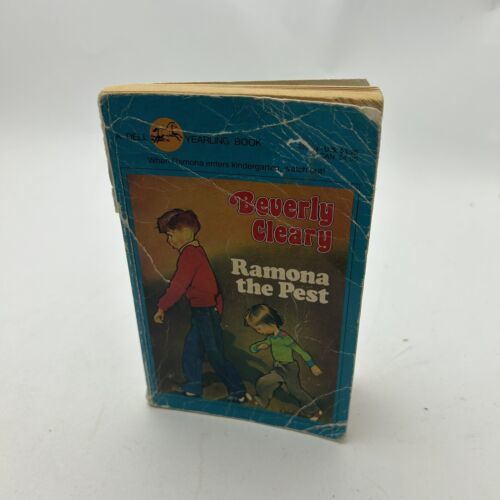 DELL YEARLING BOOK
When Ramona enters kindergarten, watch out!
Beverly
Cleary
Ramona
the Pest